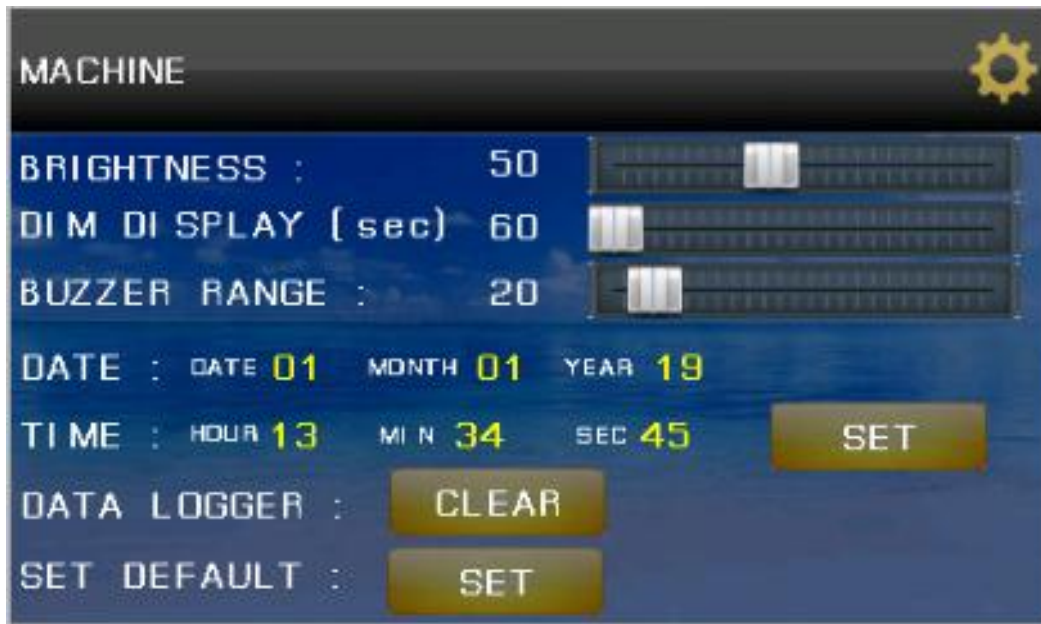 MACHINE
BRIGHTNESS : 50
DIM DISPLAY (sec) 60
BUZZER RANGE : 20
DATE : DATE 01 MONTH 01 YEAR 19
TIME : HOUR 13 MIN 34 SEC 45 SET
DATA LOGGER : CLEAR
SET DEFAULT : SET